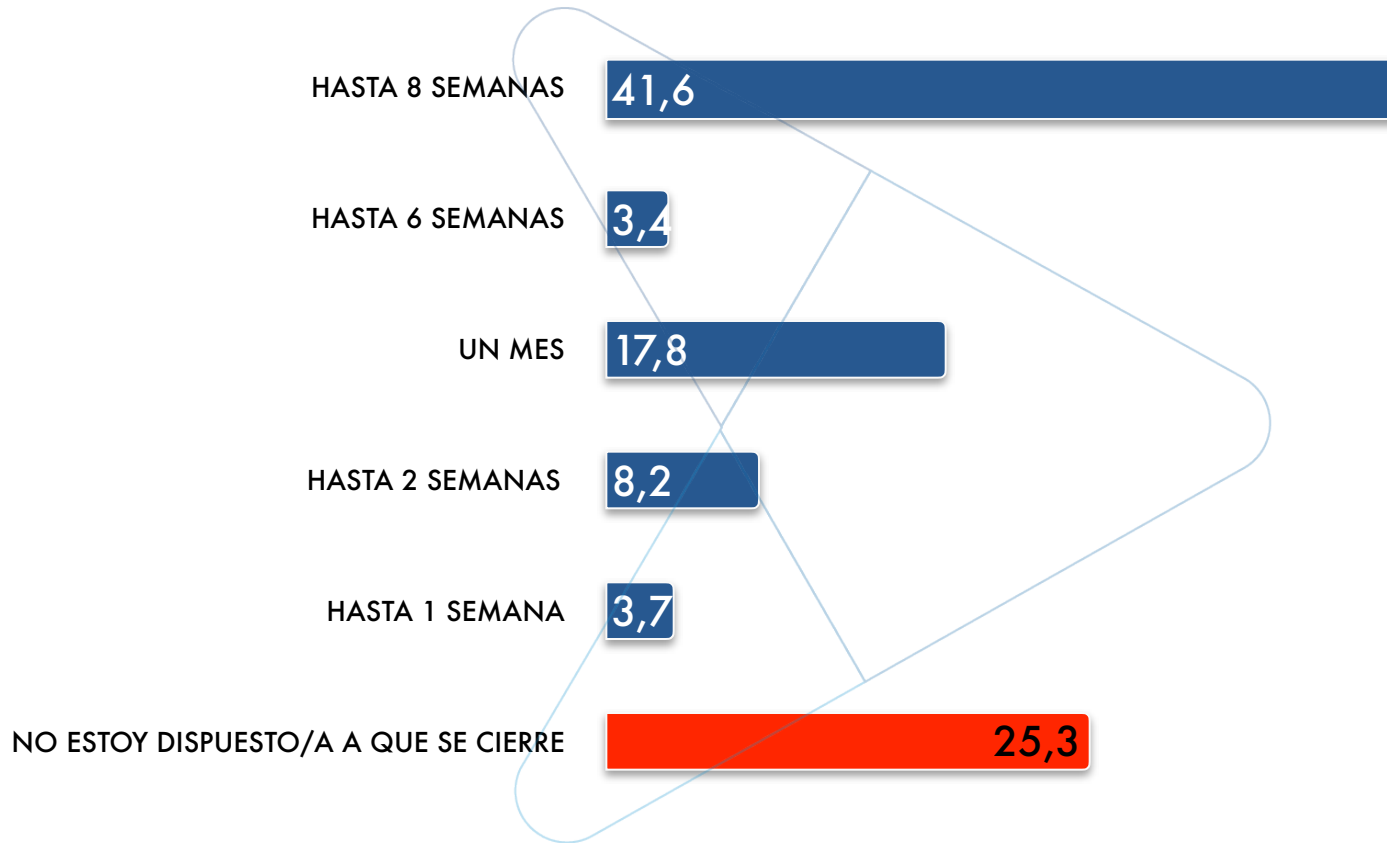 HASTA 8 SEMANAS 41,6
HASTA 6 SEMANAS 3,4
UN MES 17,8
HASTA 2 SEMANAS 8,2
HASTA 1 SEMANA 3,7
NO ESTOY DISPUESTO/A A QUE SE CIERRE 25,3